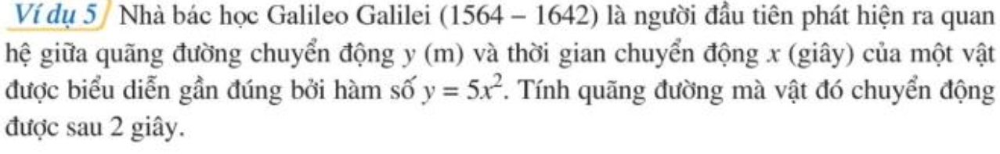 Ví dụ 5 Nhà bác học Galileo Galilei (1564 – 1642) là người đầu tiên phát hiện ra quan
hệ giữa quãng đường chuyển động y (m) và thời gian chuyển động x (giây) của một vật
được biểu diễn gần đúng bởi hàm số y = 5x². Tính quãng đường mà vật đó chuyển động
được sau 2 giây.